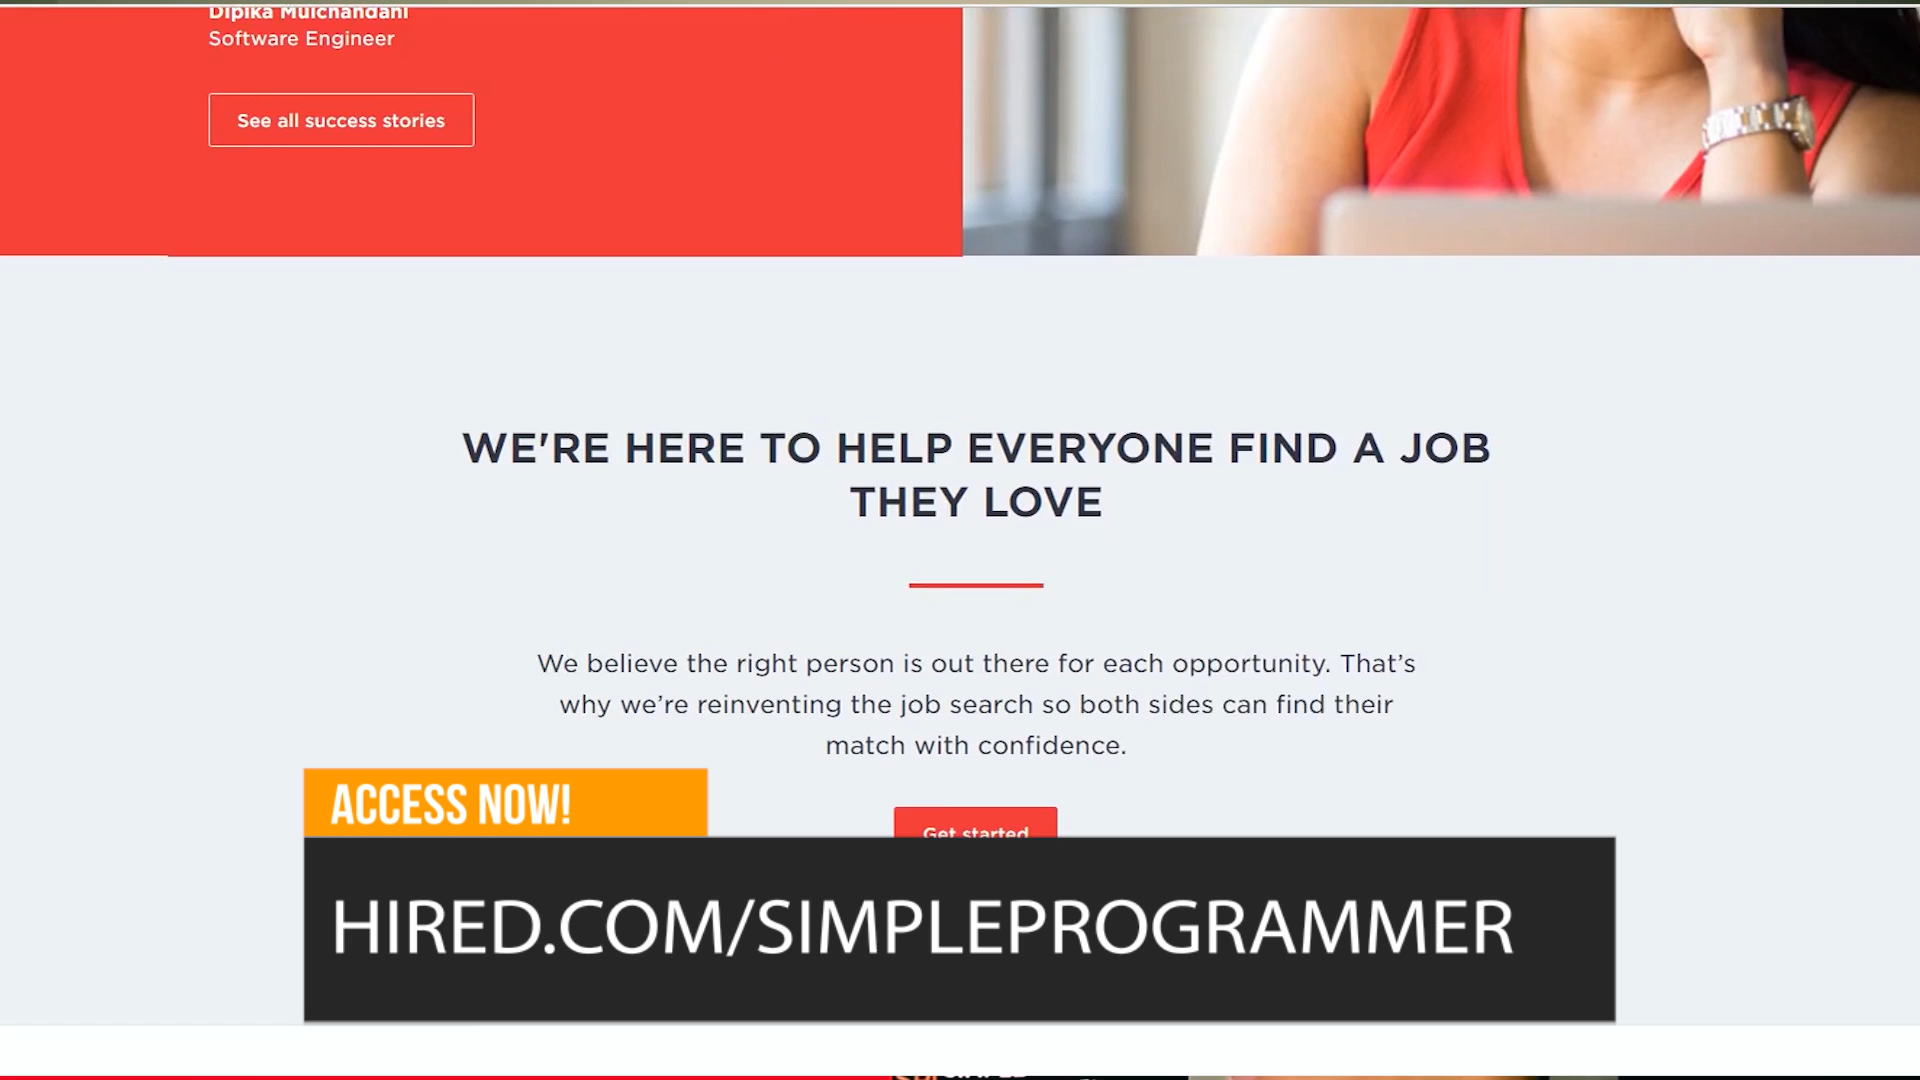 Dipika Mulchandani
Software Engineer
See all success stories
WE'RE HERE TO HELP EVERYONE FIND A JOB
THEY LOVE
We believe the right person is out there for each opportunity. That’s
why we’re reinventing the job search so both sides can find their
match with confidence.
ACCESS NOW!
Get started
HIRED.COM/SIMPLEPROGRAMMER